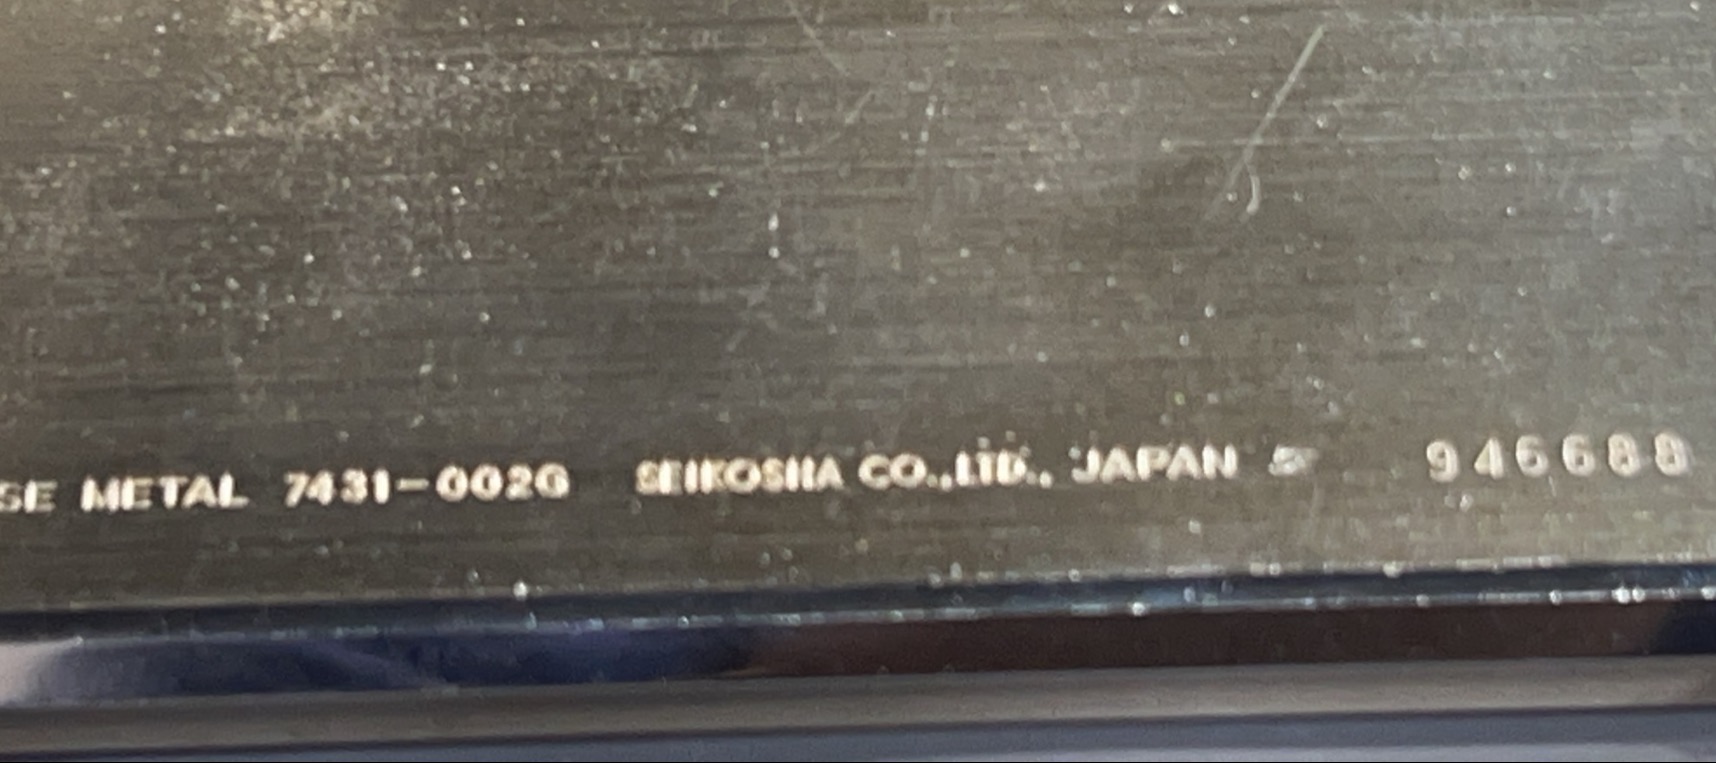 SE METAL 7431-002G SEIKOSHA CO.,LTD., JAPAN 946688